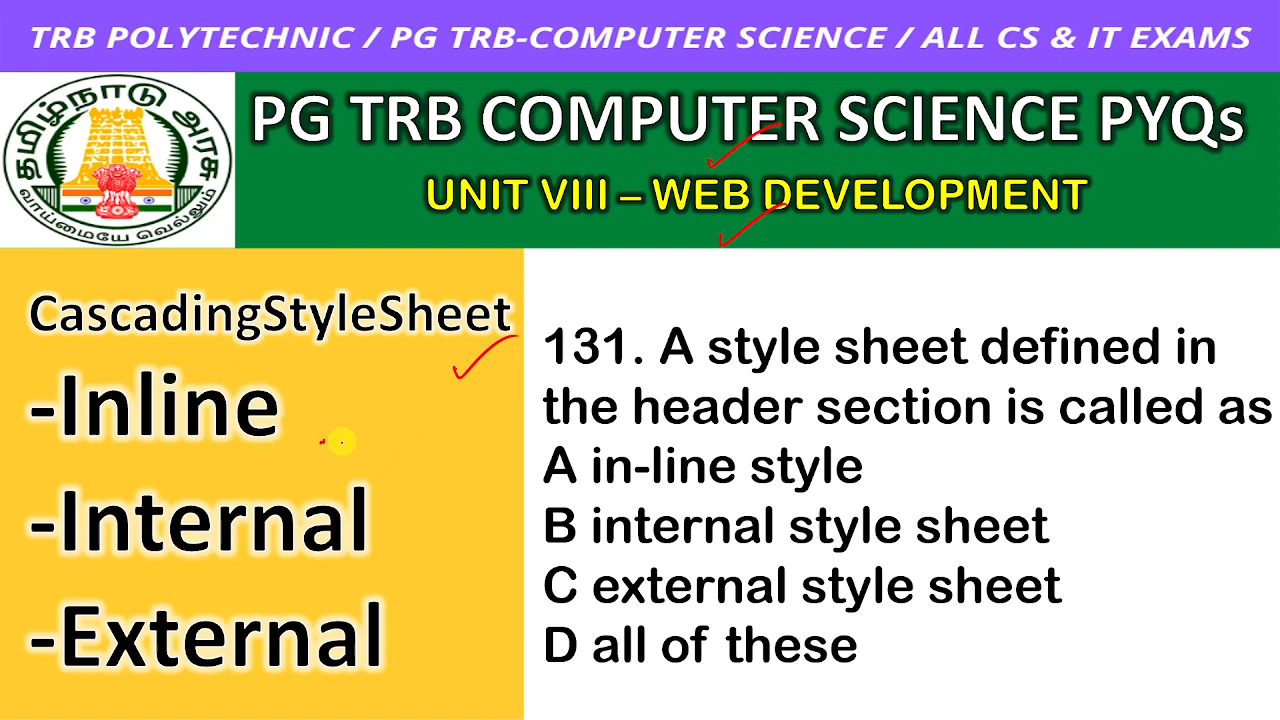 TRB POLYTECHNIC / PG TRB-COMPUTER SCIENCE / ALL CS & IT EXAMS
தமிழ்நாடு அரசு
வாய்மையே வெல்லும்
PG TRB COMPUTER SCIENCE PYQs
UNIT VIII – WEB DEVELOPMENT
CascadingStyleSheet
-Inline
-Internal
-External
131. A style sheet defined in
the header section is called as
A in-line style
B internal style sheet
C external style sheet
D all of these